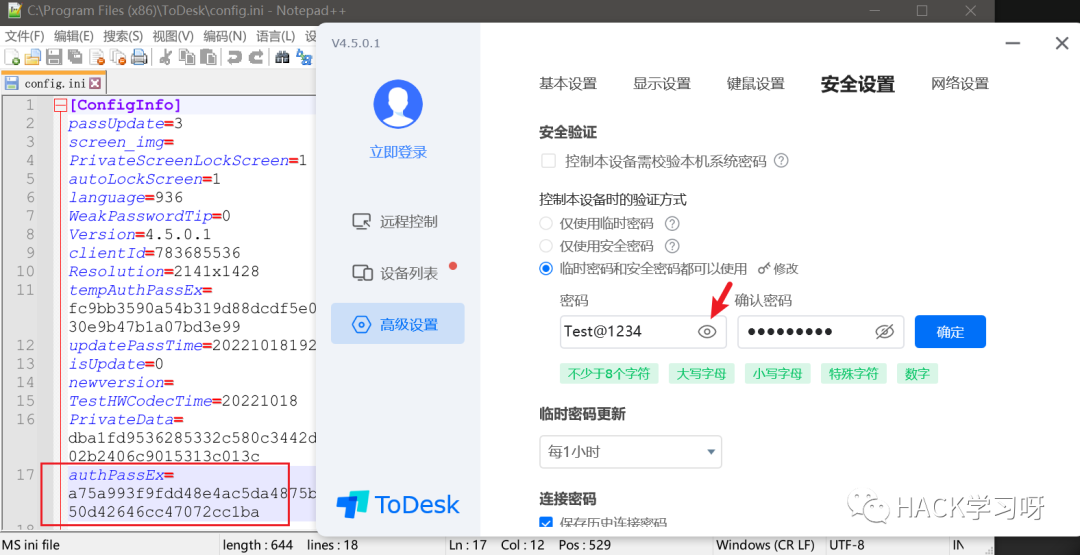 C:\Program Files (x86)\ToDesk\config.ini - Notepad++
文件(F) 编辑(E) 搜索(S) 视图(V) 编码(N) 语言(L) 设
config.ini
1 [ConfigInfo]
2 passUpdate=3
3 screen_img=
4 PrivateScreenLockScreen=1
5 autoLockScreen=1
6 language=936
7 WeakPasswordTip=0
8 Version=4.5.0.1
9 clientId=783685536
10 Resolution=2141x1428
11 tempAuthPassEx=
fc9bb3590a54b319d88dcdf5e0
30e9b47b1a07bd3e99
12 updatePassTime=20221018192
13 isUpdate=0
14 newversion=
15 TestHWCodecTime=20221018
16 PrivateData=
dba1fd9536285332c580c3442d
02b2406c9015313c013c
17 authPassEx=
a75a993f9fdd48e4ac5da4875b
50d42646cc47072cc1ba
18
MS ini file length : 644 lines : 18 Ln : 17 Col : 12 Pos : 529 Windows (CR LF) UTF-8 IN
V4.5.0.1
立即登录
远程控制
设备列表
高级设置
ToDesk
基本设置 显示设置 键鼠设置 安全设置 网络设置
安全验证
控制本设备需校验本机系统密码
控制本设备时的验证方式
仅使用临时密码
仅使用安全密码
临时密码和安全密码都可以使用 修改
密码 确认密码
Test@1234 ●●●●●●●●● 确定
不少于8个字符 大写字母 小写字母 特殊字符 数字
临时密码更新
每1小时
连接密码
保存历史连接密码
HACK学习呀